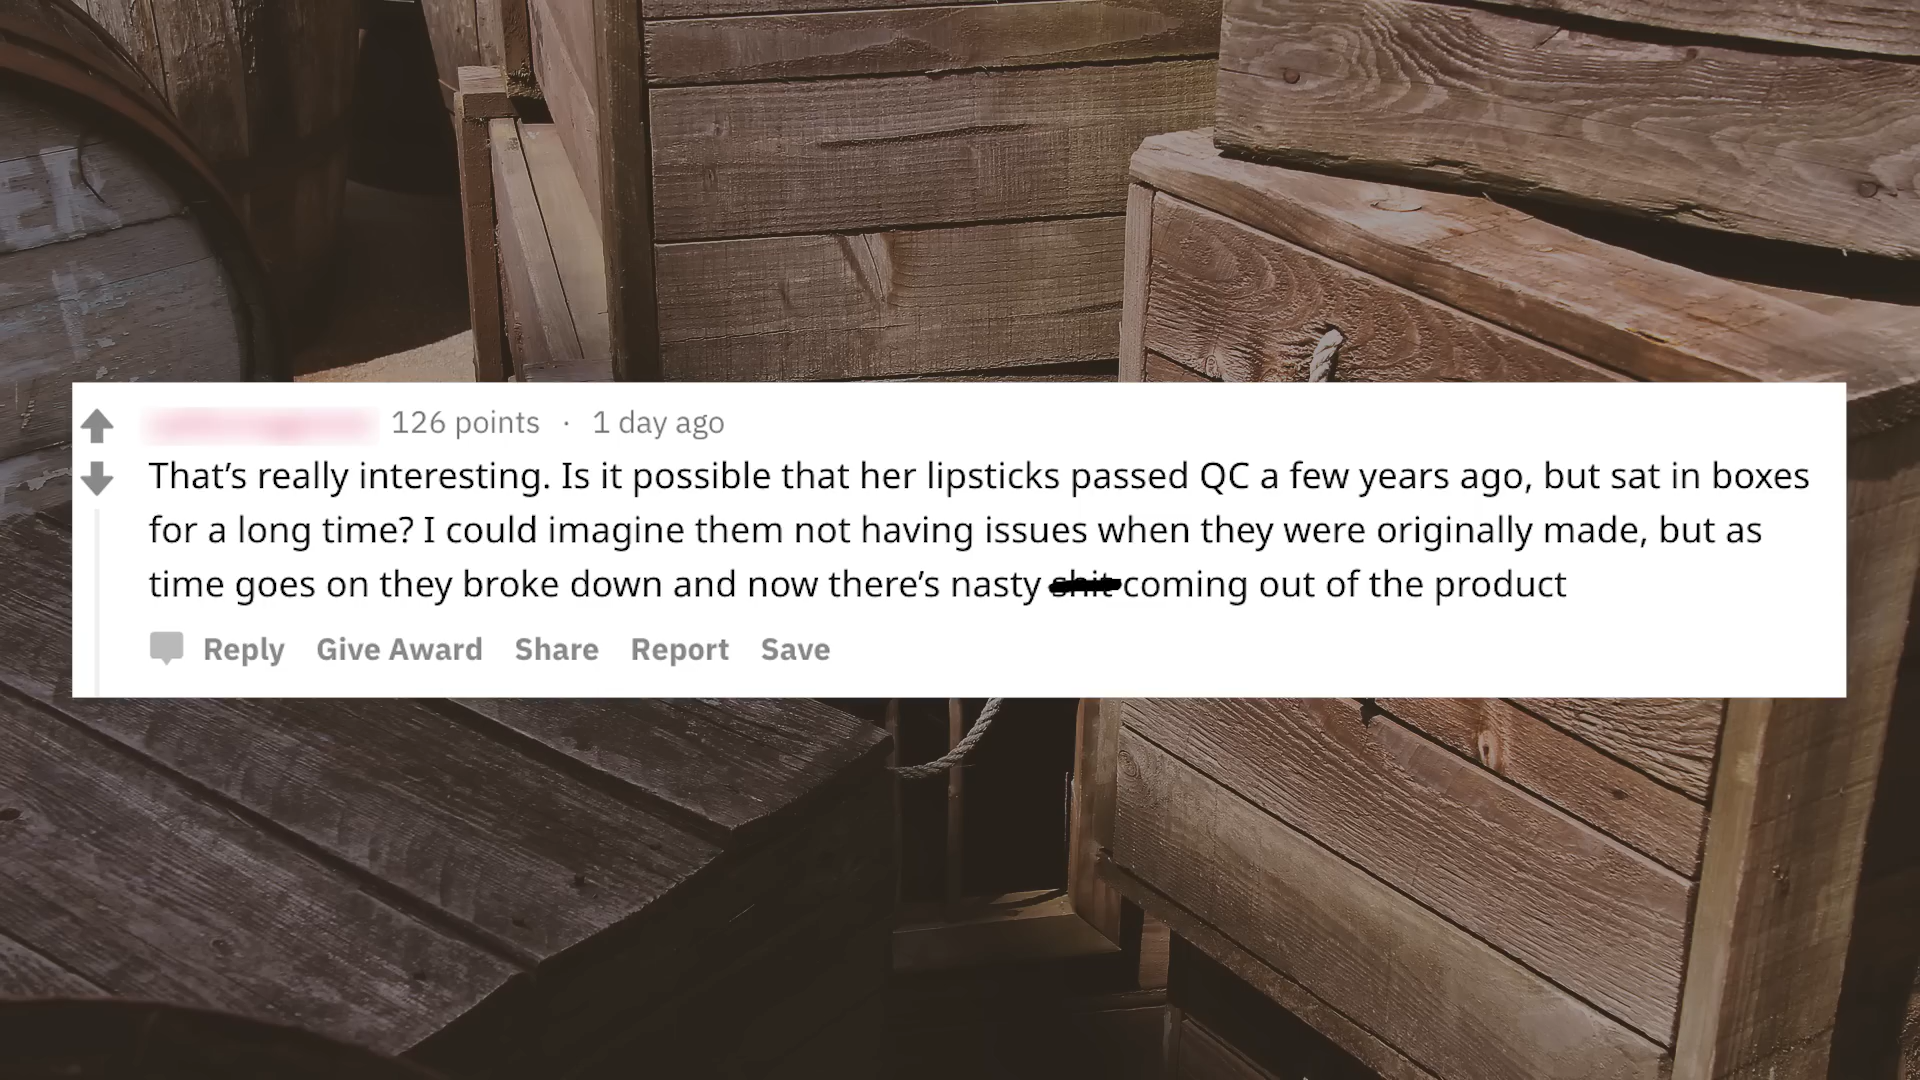 126 points · 1 day ago
That's really interesting. Is it possible that her lipsticks passed QC a few years ago, but sat in boxes
for a long time? I could imagine them not having issues when they were originally made, but as
time goes on they broke down and now there's nasty shit coming out of the product
Reply Give Award Share Report Save